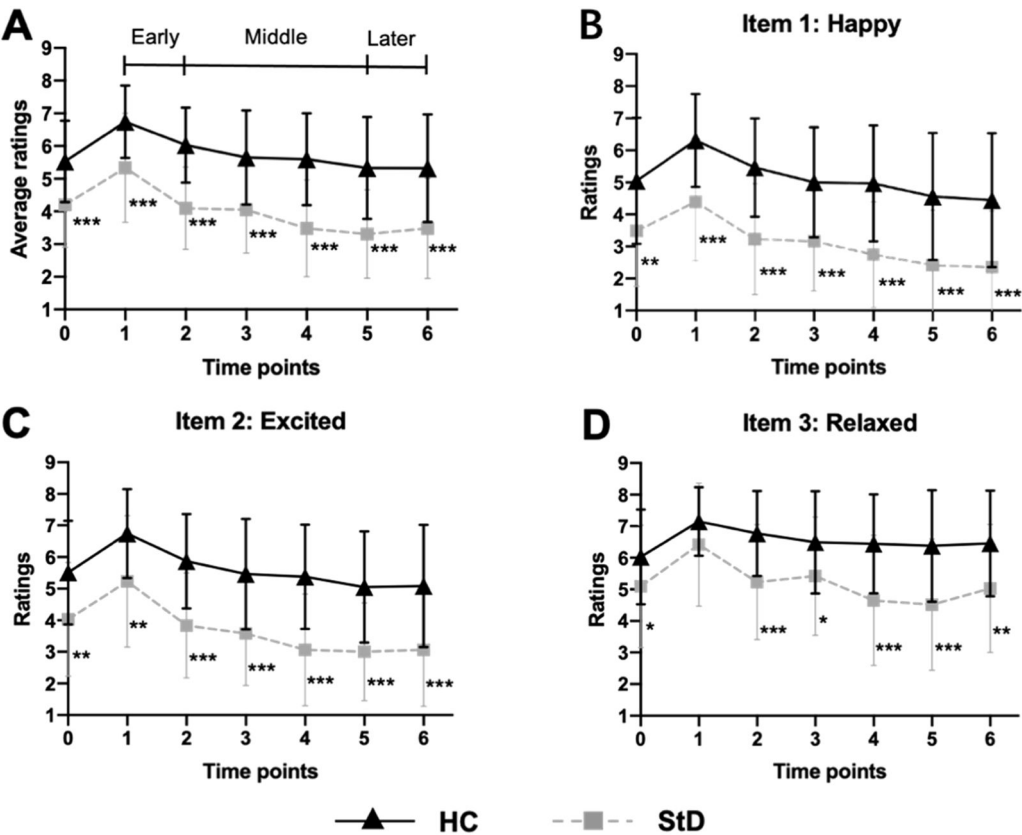 A
Early Middle Later
Average ratings
9
8
7
6
5
4
3
2
1
*** *** *** *** *** *** ***
0 1 2 3 4 5 6
Time points
B
Item 1: Happy
Ratings
9
8
7
6
5
4
3
2
1
** *** *** *** *** *** ***
0 1 2 3 4 5 6
Time points
C
Item 2: Excited
Ratings
9
8
7
6
5
4
3
2
1
** ** *** *** *** *** ***
0 1 2 3 4 5 6
Time points
D
Item 3: Relaxed
Ratings
9
8
7
6
5
4
3
2
1
* *** * *** *** **
0 1 2 3 4 5 6
Time points
HC StD